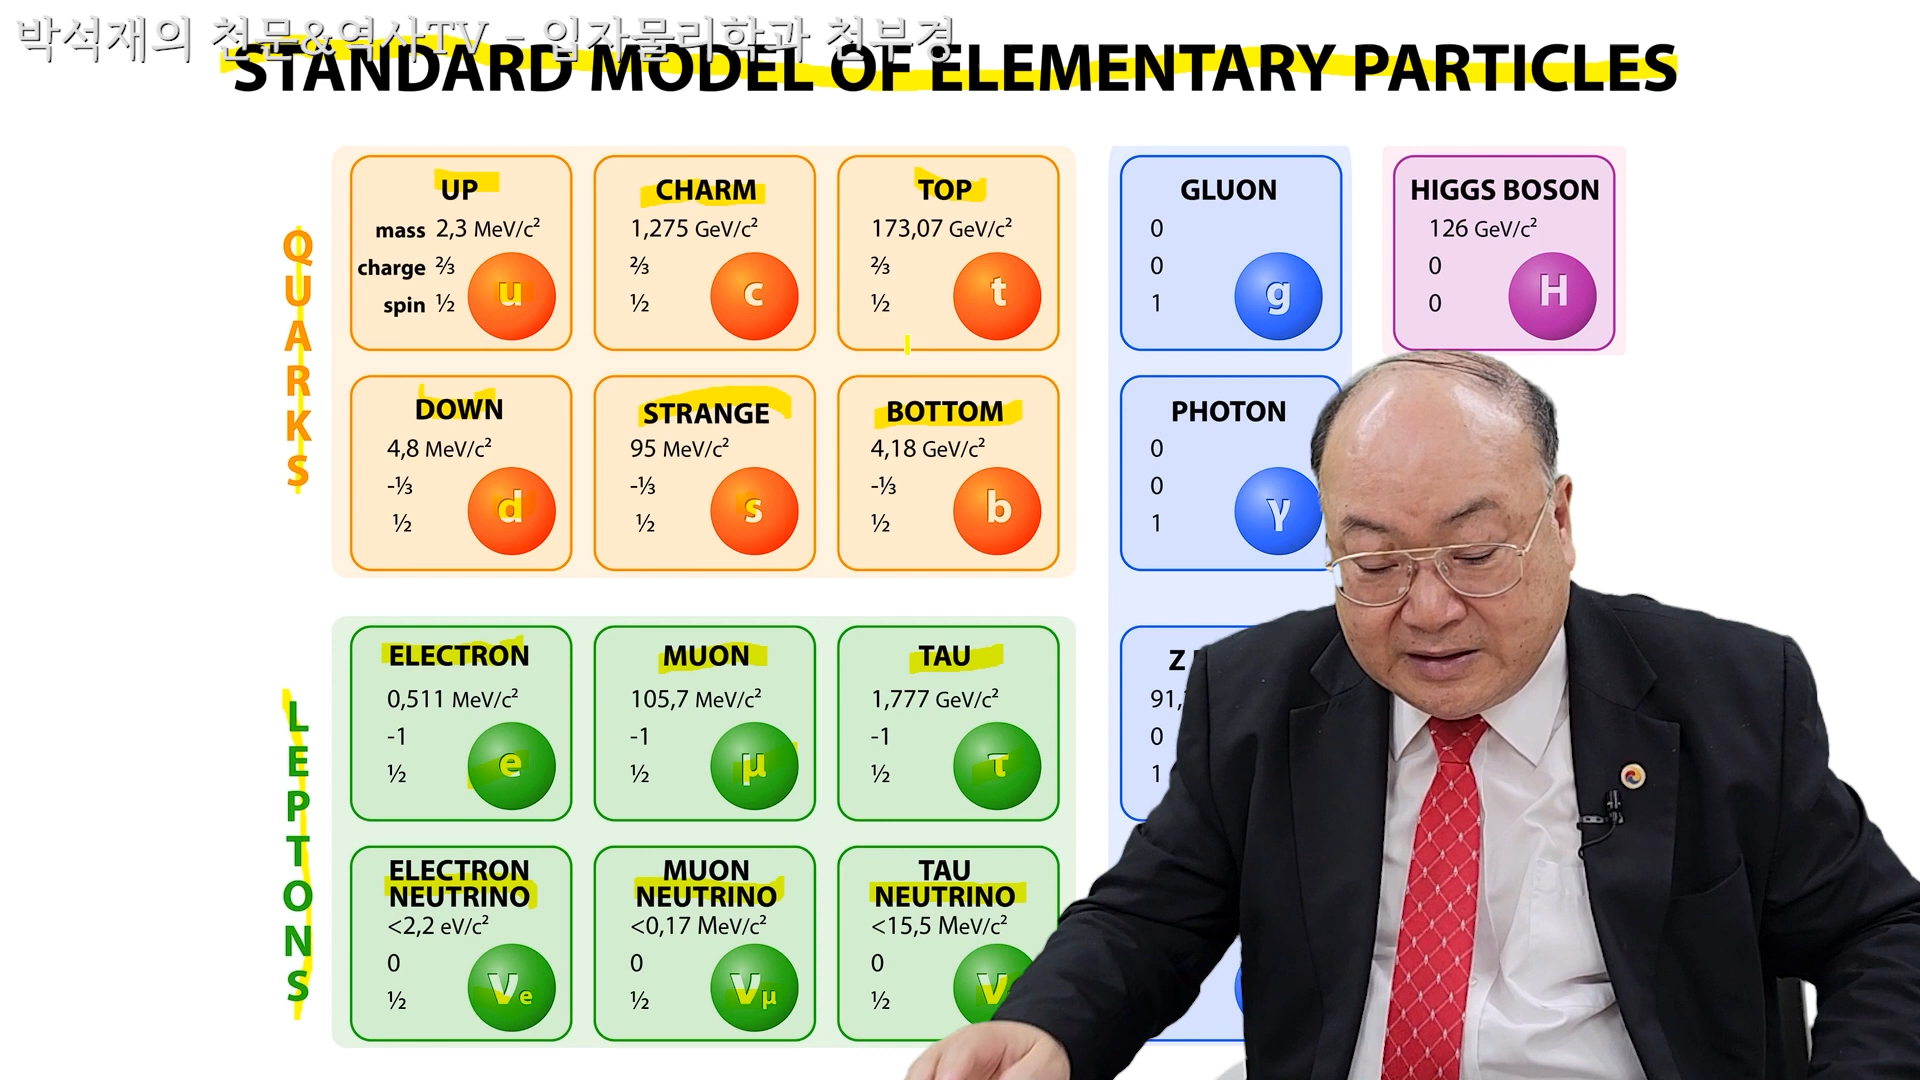 박석재의 천문&역사TV - 입자물리학과 천부경
STANDARD MODEL OF ELEMENTARY PARTICLES
QUARKS
UP
mass 2,3 MeV/c²
charge ⅔
spin ½
u
CHARM
1,275 GeV/c²
⅔
½
c
TOP
173,07 GeV/c²
⅔
½
t
GLUON
0
0
1
g
HIGGS BOSON
126 GeV/c²
0
0
H
DOWN
4,8 MeV/c²
-⅓
½
d
STRANGE
95 MeV/c²
-⅓
½
s
BOTTOM
4,18 GeV/c²
-⅓
½
b
PHOTON
0
0
1
γ
LEPTONS
ELECTRON
0,511 MeV/c²
-1
½
e
MUON
105,7 MeV/c²
-1
½
μ
TAU
1,777 GeV/c²
-1
½
τ
Z
91,
0
1
ELECTRON
NEUTRINO
<2,2 eV/c²
0
½
νe
MUON
NEUTRINO
<0,17 MeV/c²
0
½
νμ
TAU
NEUTRINO
<15,5 MeV/c²
0
½
ν